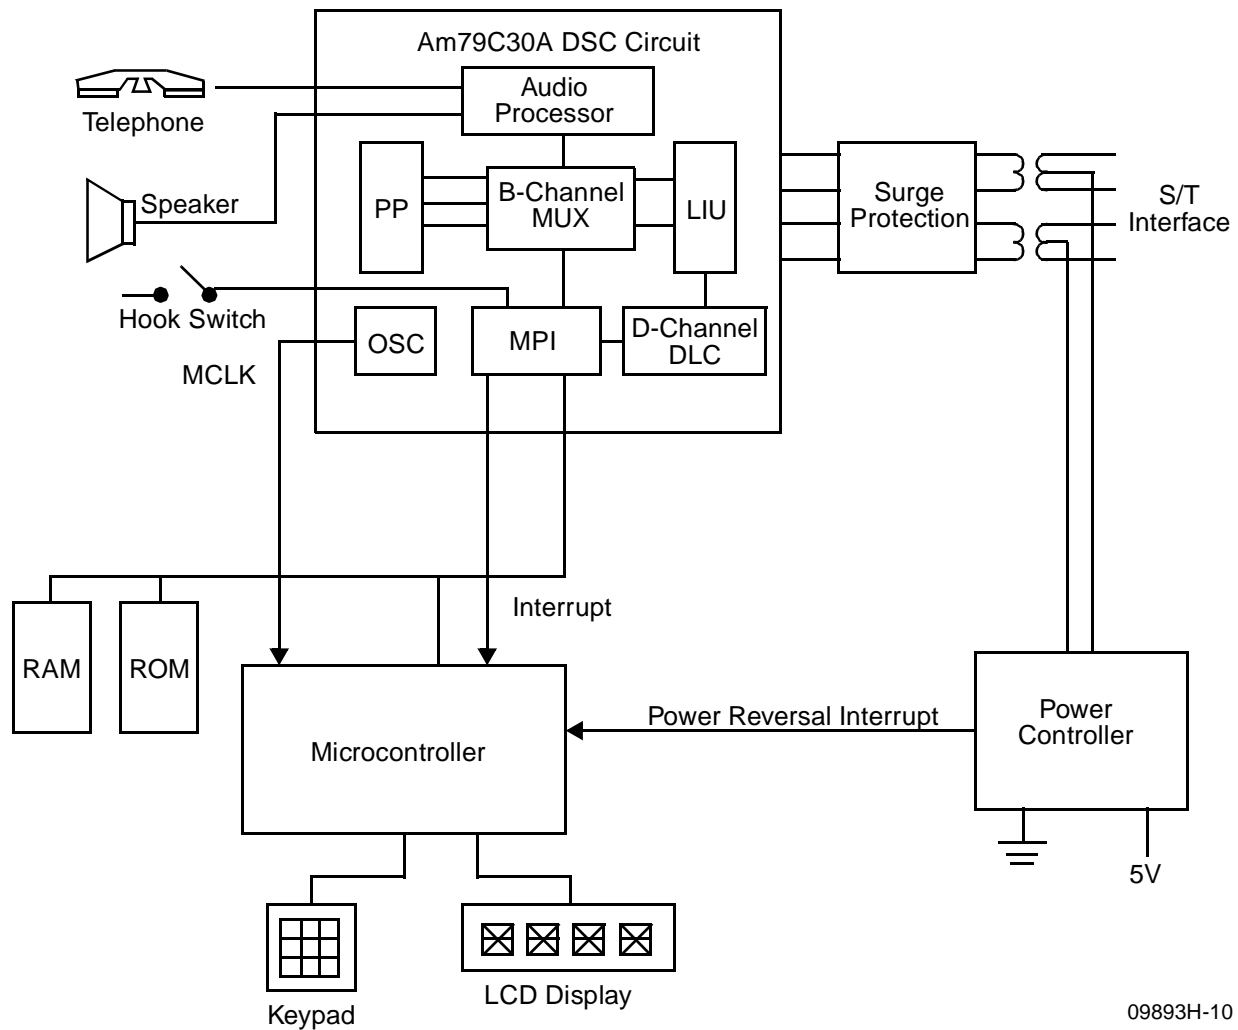 Am79C30A DSC Circuit
Audio
Processor
Telephone
PP
B-Channel
MUX
LIU
Surge
Protection
S/T
Interface
Speaker
Hook Switch
OSC
MPI
D-Channel
DLC
MCLK
Interrupt
RAM
ROM
Microcontroller
Power Reversal Interrupt
Power
Controller
5V
Keypad
LCD Display
09893H-10